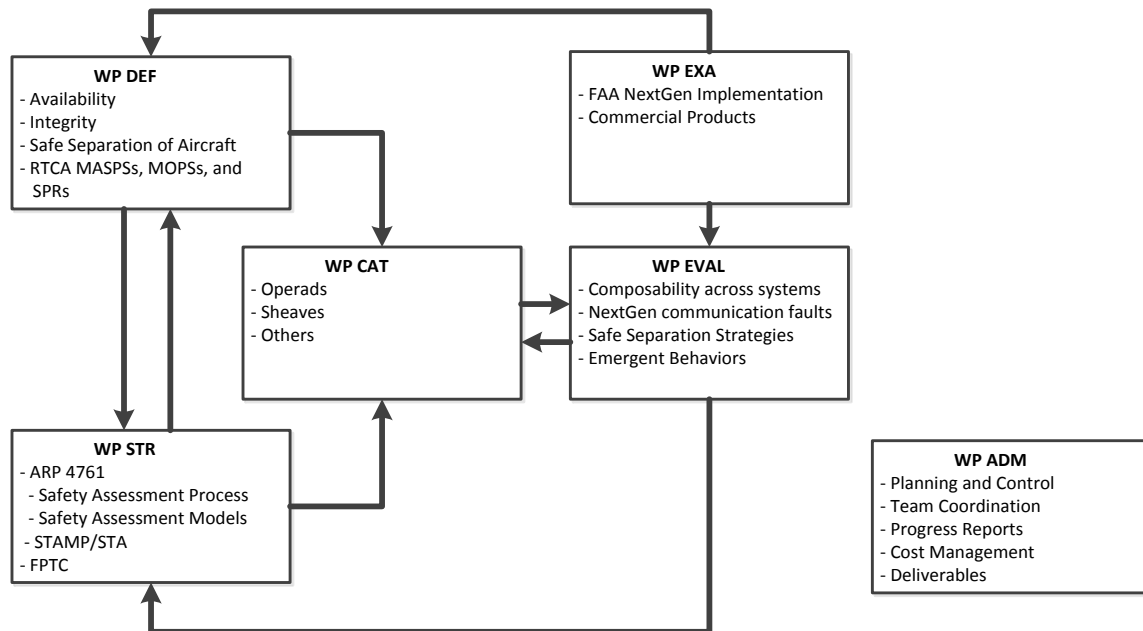 WP DEF
- Availability
- Integrity
- Safe Separation of Aircraft
- RTCA MASPSs, MOPSs, and
SPRs
WP EXA
- FAA NextGen Implementation
- Commercial Products
WP CAT
- Operads
- Sheaves
- Others
WP EVAL
- Composability across systems
- NextGen communication faults
- Safe Separation Strategies
- Emergent Behaviors
WP STR
- ARP 4761
- Safety Assessment Process
- Safety Assessment Models
- STAMP/STA
- FPTC
WP ADM
- Planning and Control
- Team Coordination
- Progress Reports
- Cost Management
- Deliverables